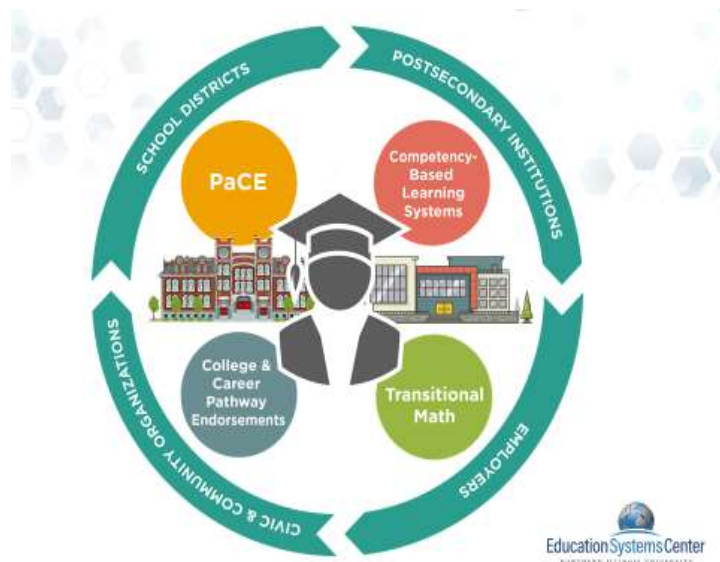 SCHOOL DISTRICTS
POSTSECONDARY INSTITUTIONS
PaCE
Competency-
Based
Learning
Systems
College &
Career
Pathway
Endorsements
Transitional
Math
CIVIC & COMMUNITY ORGANIZATIONS
EMPLOYERS
Education Systems Center